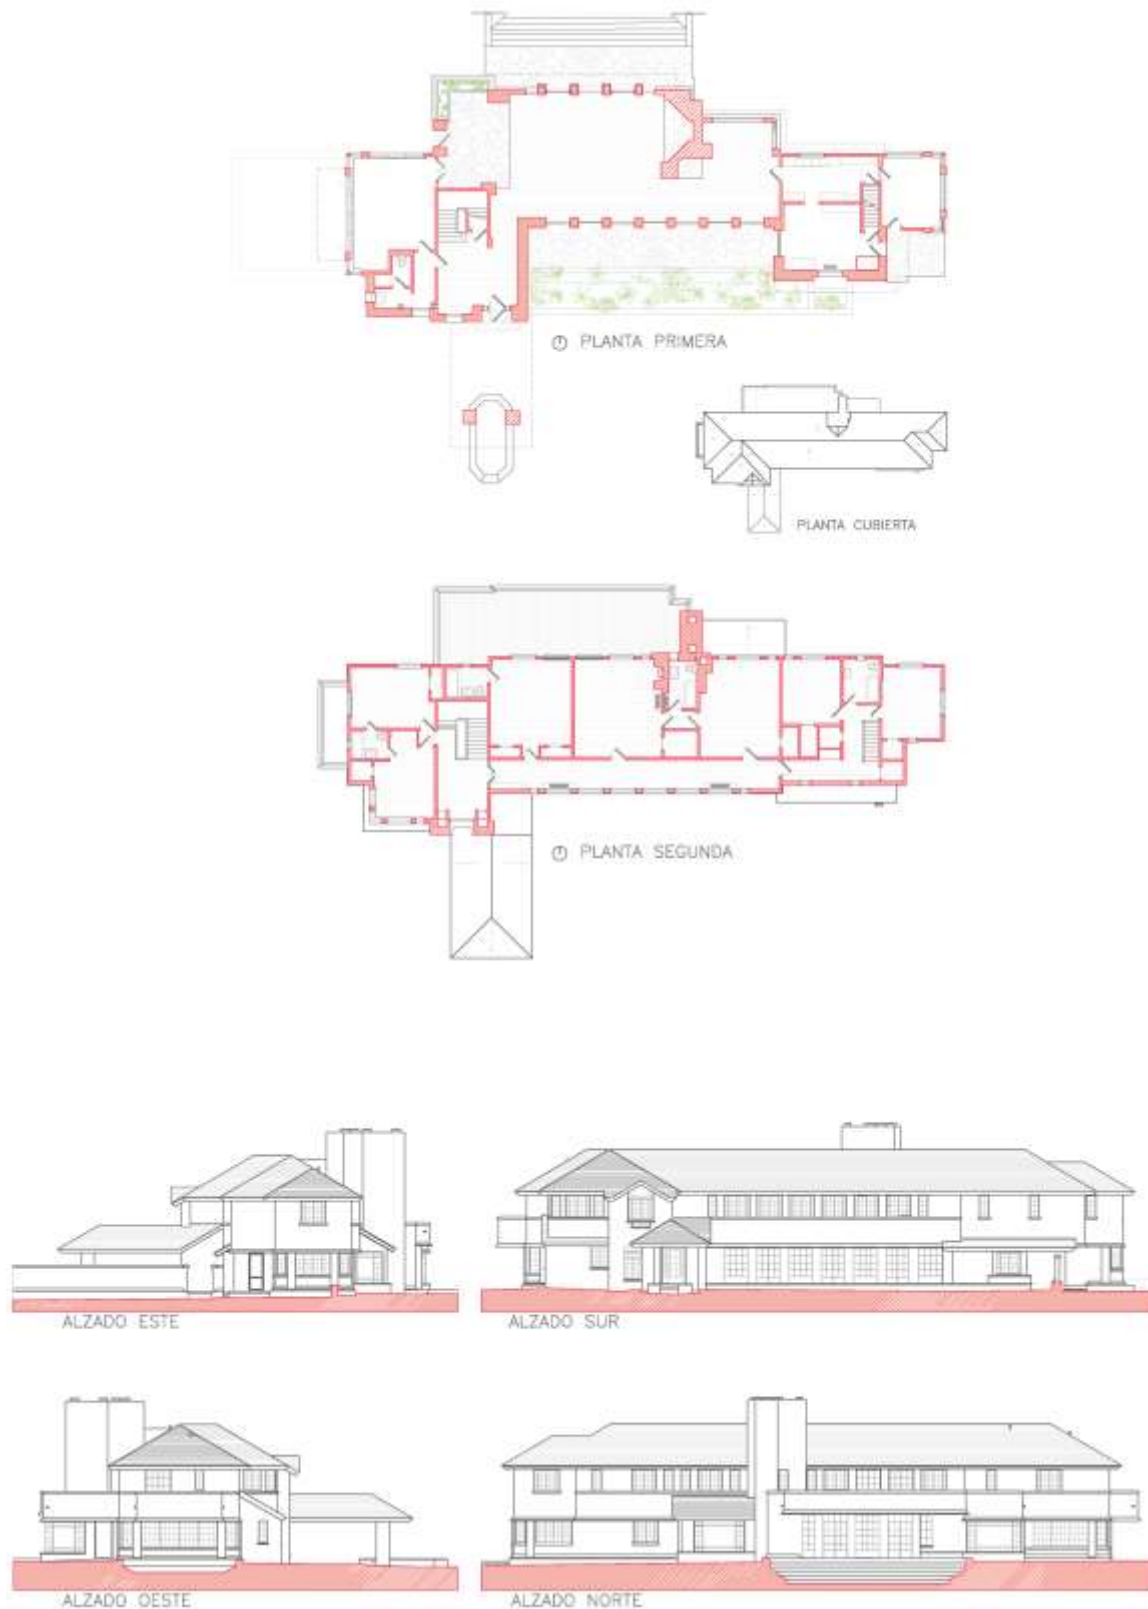 PLANTA PRIMERA
PLANTA CUBIERTA
PLANTA SEGUNDA
ALZADO ESTE
ALZADO SUR
ALZADO OESTE
ALZADO NORTE